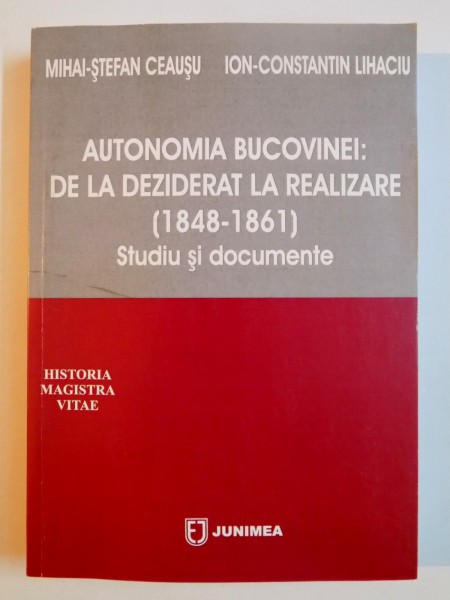 MIHAI-ŞTEFAN CEAUŞU ION-CONSTANTIN LIHACIU
AUTONOMIA BUCOVINEI:
DE LA DEZIDERAT LA REALIZARE
(1848-1861)
Studiu şi documente
HISTORIA
MAGISTRA
VITAE
JUNIMEA